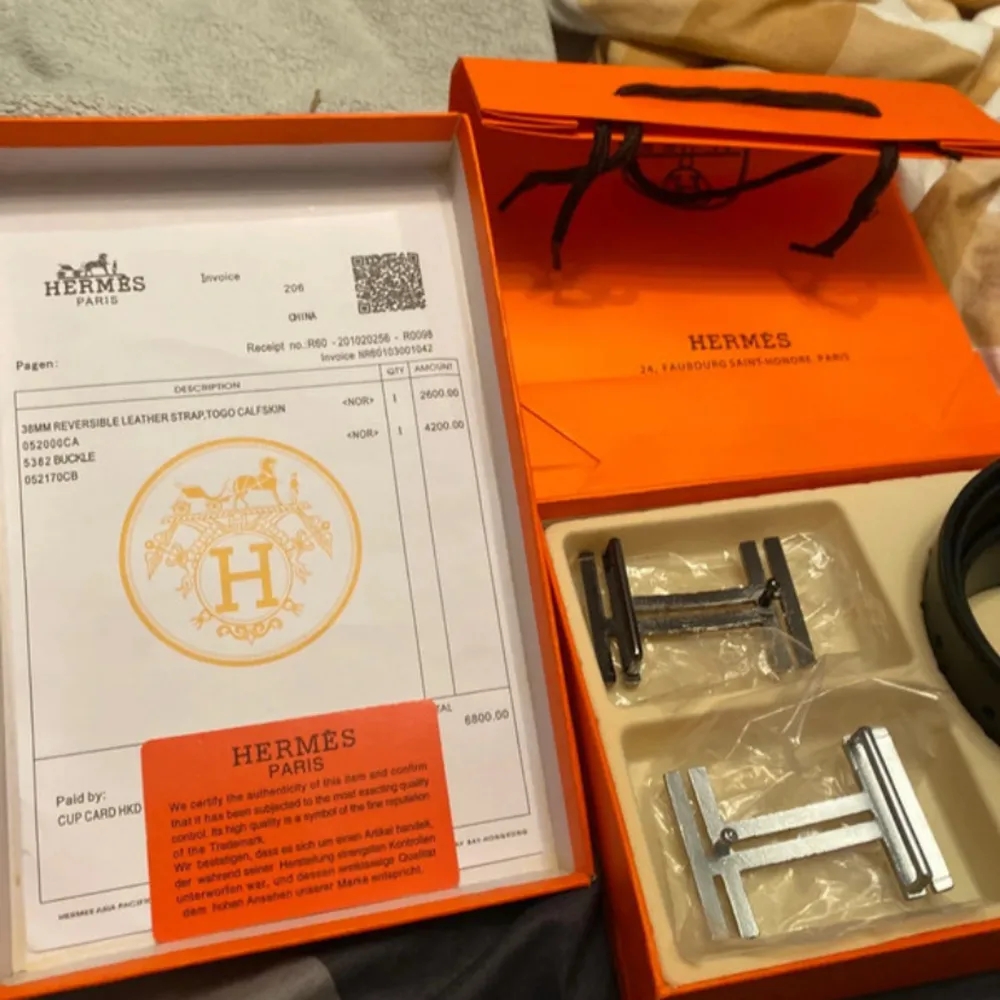 HERMÈS
PARIS
Invoice
206
CHINA
Receipt no.:R60 -201020256 - R0098
Invoice NR60103001042
Pagen:
DESCRIPTION QTY AMOUNT
38MM REVERSIBLE LEATHER STRAP,TOGO CALFSKIN <NOR> 1 2600.00
052000CA <NOR> 1 4200.00
5382 BUCKLE
052170CB
H
6800.00
Paid by:
CUP CARD HKD
HERMES ASIA PACIFIC
HERMÈS
PARIS
We certify the authenticity of this item and confirm
that it has been subjected to the most exacting quality
control. Its high quality is a symbol of the fine reputation
of the Trademark.
Wir bestätigen, dass es sich um einen Artikel handelt,
der während seiner Herstellung strengsten Kontrollen
unterworfen war, und dessen erstklassige Qualität
dem hohen Ansehen unserer Marke entspricht.
HERMÈS
24, FAUBOURG SAINT-HONORE, PARIS